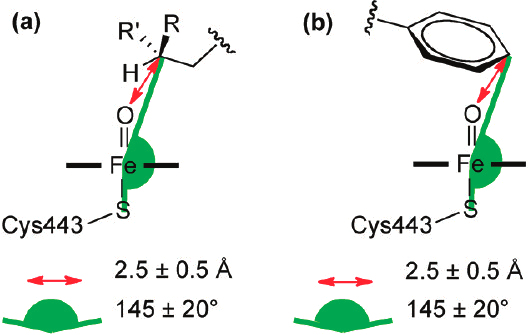 (a)
R' R
H
O
Fe
S
Cys443
2.5 ± 0.5 Å
145 ± 20°
(b)
O
Fe
S
Cys443
2.5 ± 0.5 Å
145 ± 20°